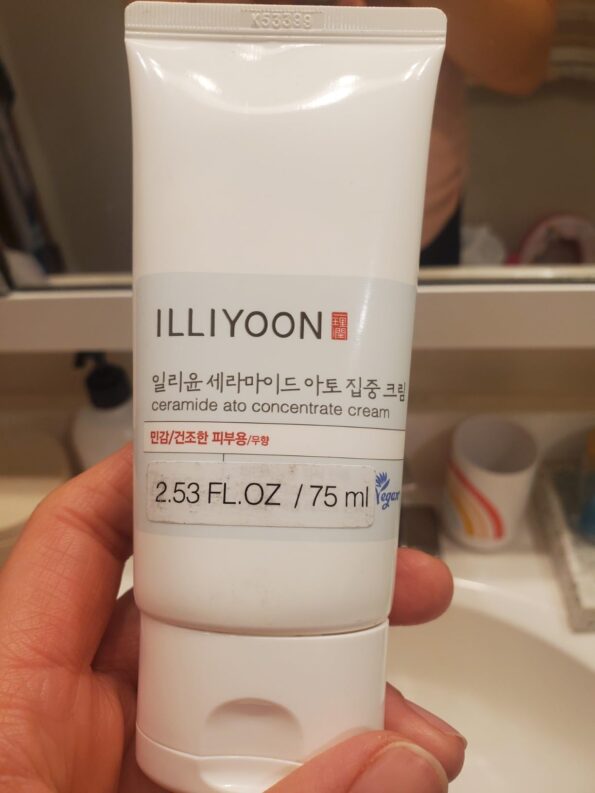 X53399
ILLIYOON
일리윤 세라마이드 아토 집중 크림
ceramide ato concentrate cream
민감/건조한 피부용/무향
2.53 FL.OZ / 75 ml
Vegan